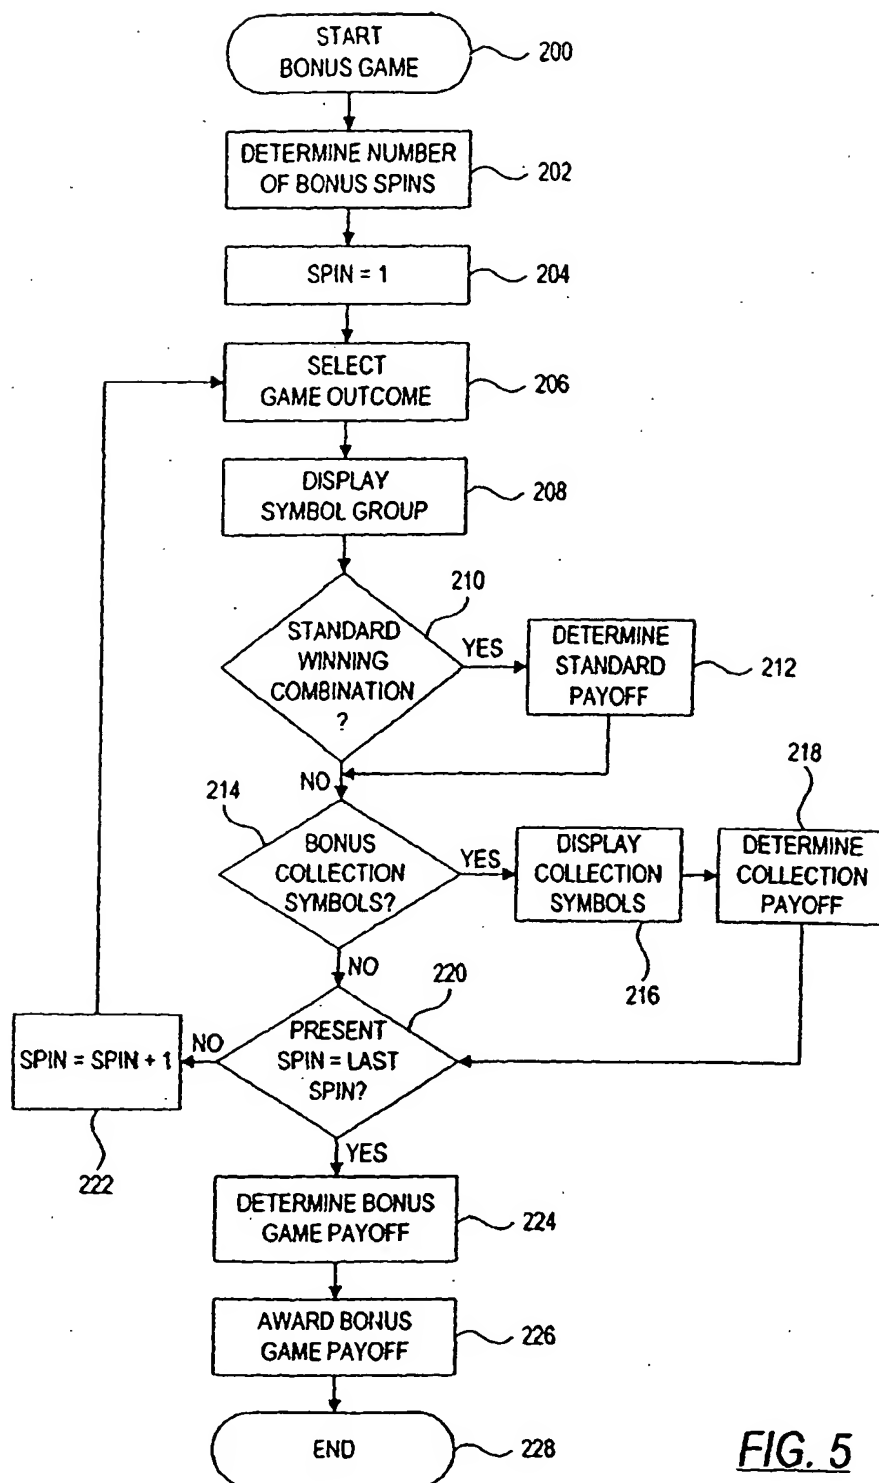 START
BONUS GAME
200
DETERMINE NUMBER
OF BONUS SPINS
202
SPIN = 1
204
SELECT
GAME OUTCOME
206
DISPLAY
SYMBOL GROUP
208
210
STANDARD
WINNING
COMBINATION
?
YES
DETERMINE
STANDARD
PAYOFF
212
NO
214
BONUS
COLLECTION
SYMBOLS?
YES
DISPLAY
COLLECTION
SYMBOLS
216
218
DETERMINE
COLLECTION
PAYOFF
NO
220
PRESENT
SPIN = LAST
SPIN?
NO
SPIN = SPIN + 1
222
YES
DETERMINE BONUS
GAME PAYOFF
224
AWARD BONUS
GAME PAYOFF
226
END
228
FIG. 5